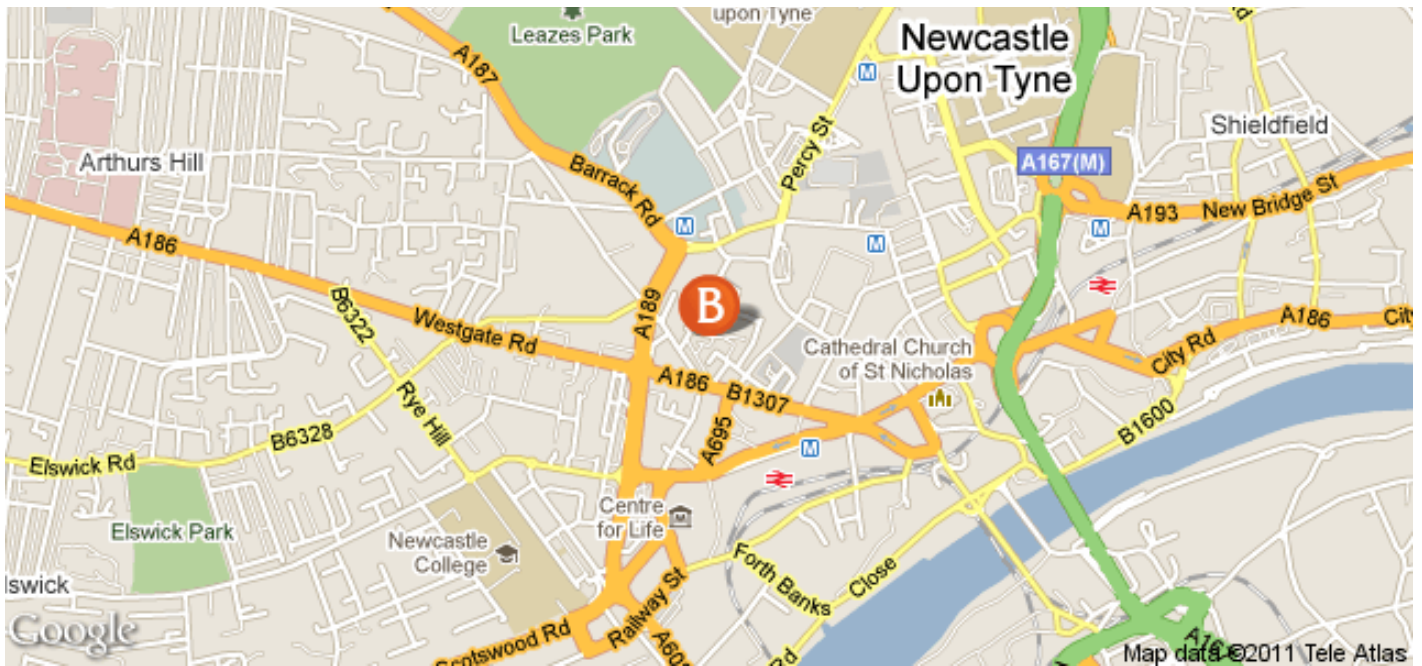 upon Tyne
Leazes Park
Newcastle
Upon Tyne
A187
M
Percy St
Shieldfield
Arthurs Hill
A167(M)
Barrack Rd
A193
New Bridge St
M
M
M
A186
B6322
A189
B
Westgate Rd
A186
City
City Rd
Cathedral Church
of St Nicholas
A186
B1307
Rye Hill
A695
B6328
B1600
Elswick Rd
M
Elswick Park
Centre
for Life
Newcastle
College
Forth Banks
Close
lswick
Railway St
Google
Scotswood Rd
Rd
Map data ©2011 Tele Atlas